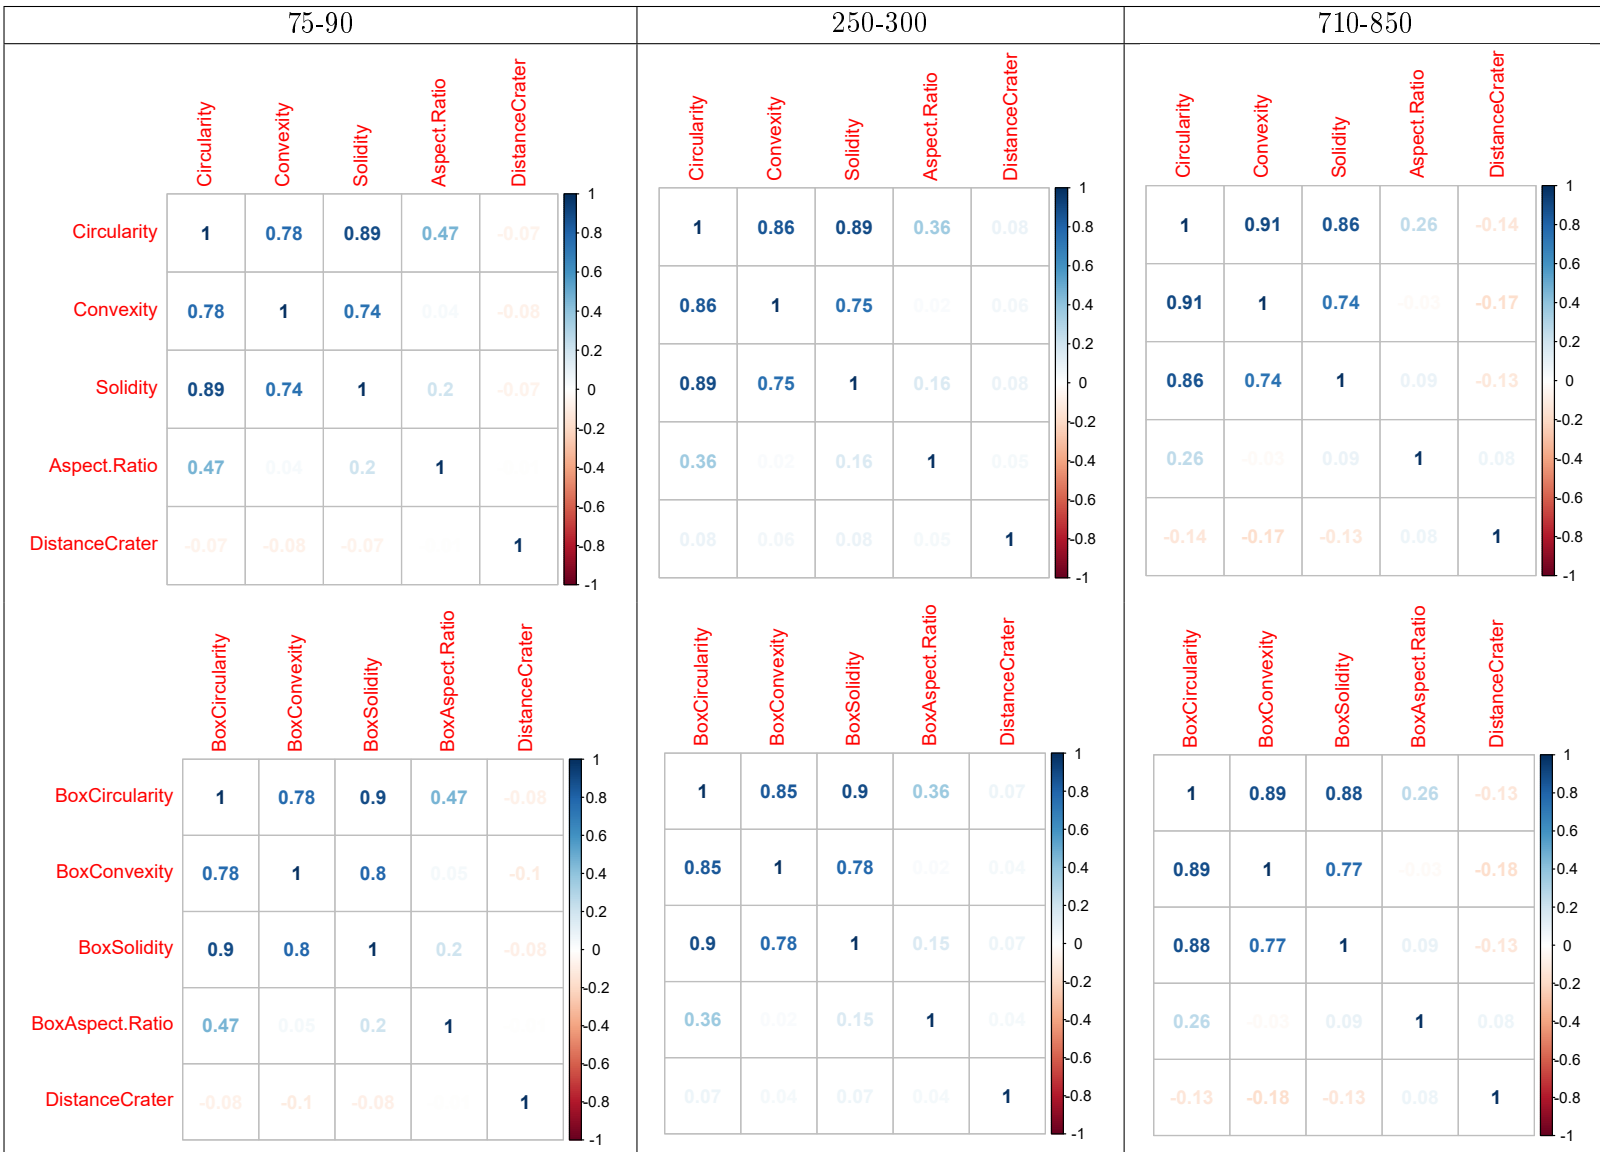 75-90 250-300 710-850
Circularity Convexity Solidity Aspect.Ratio DistanceCrater
Circularity 1 0.78 0.89 0.47 -0.07
Convexity 0.78 1 0.74 0.04 -0.08
Solidity 0.89 0.74 1 0.2 -0.07
Aspect.Ratio 0.47 0.04 0.2 1
DistanceCrater -0.07 -0.08 -0.07 1
1 0.8 0.6 0.4 0.2 0 -0.2 -0.4 -0.6 -0.8 -1
Circularity Convexity Solidity Aspect.Ratio DistanceCrater
1 0.86 0.89 0.36 0.08
0.86 1 0.75 0.02 0.06
0.89 0.75 1 0.16 0.08
0.36 0.02 0.16 1 0.05
0.08 0.06 0.08 0.05 1
1 0.8 0.6 0.4 0.2 0 -0.2 -0.4 -0.6 -0.8 -1
Circularity Convexity Solidity Aspect.Ratio DistanceCrater
1 0.91 0.86 0.26 -0.14
0.91 1 0.74 -0.03 -0.17
0.86 0.74 1 0.09 -0.13
0.26 -0.03 0.09 1 0.08
-0.14 -0.17 -0.13 0.08 1
1 0.8 0.6 0.4 0.2 0 -0.2 -0.4 -0.6 -0.8 -1
BoxCircularity BoxConvexity BoxSolidity BoxAspect.Ratio DistanceCrater
BoxCircularity 1 0.78 0.9 0.47 -0.08
BoxConvexity 0.78 1 0.8 0.05 -0.1
BoxSolidity 0.9 0.8 1 0.2 -0.08
BoxAspect.Ratio 0.47 0.05 0.2 1
DistanceCrater -0.08 -0.1 -0.08 1
1 0.8 0.6 0.4 0.2 0 -0.2 -0.4 -0.6 -0.8 -1
BoxCircularity BoxConvexity BoxSolidity BoxAspect.Ratio DistanceCrater
1 0.85 0.9 0.36 0.07
0.85 1 0.78 0.02 0.04
0.9 0.78 1 0.15 0.07
0.36 0.02 0.15 1 0.04
0.07 0.04 0.07 0.04 1
1 0.8 0.6 0.4 0.2 0 -0.2 -0.4 -0.6 -0.8 -1
BoxCircularity BoxConvexity BoxSolidity BoxAspect.Ratio DistanceCrater
1 0.89 0.88 0.26 -0.13
0.89 1 0.77 -0.03 -0.18
0.88 0.77 1 0.09 -0.13
0.26 -0.03 0.09 1 0.08
-0.13 -0.18 -0.13 0.08 1
1 0.8 0.6 0.4 0.2 0 -0.2 -0.4 -0.6 -0.8 -1